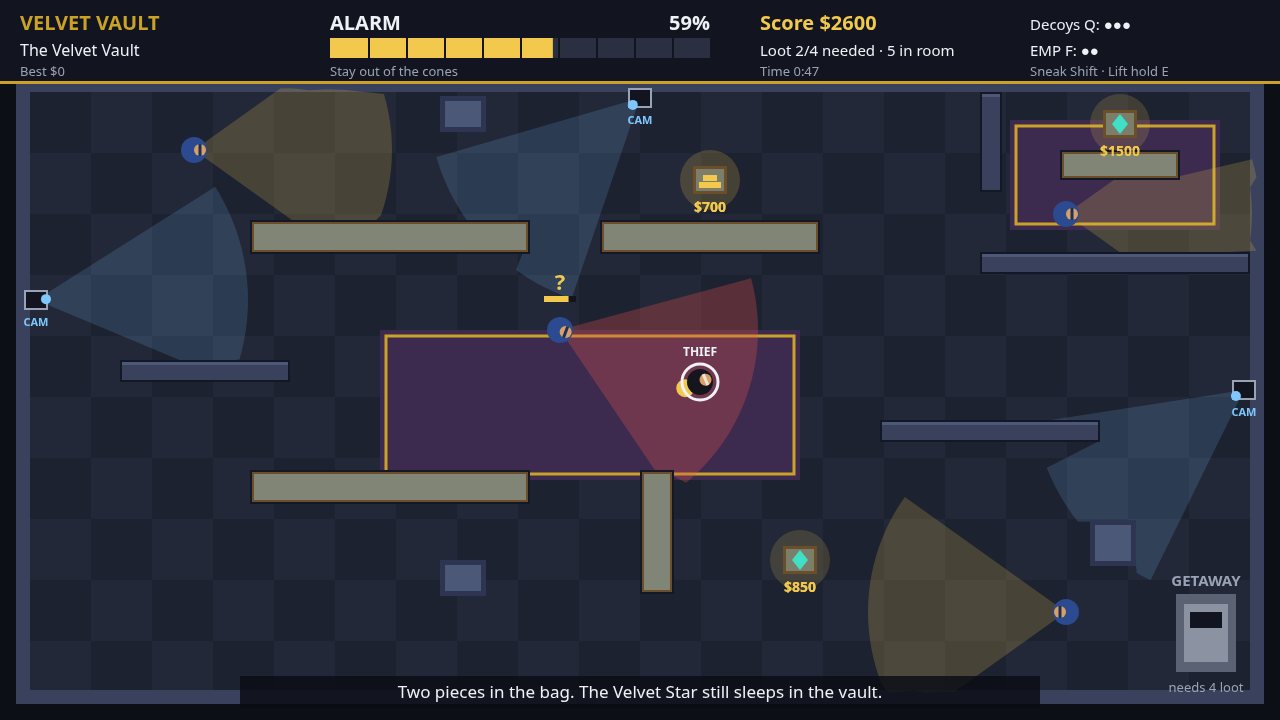 VELVET VAULT
The Velvet Vault
Best $0
ALARM 59%
Stay out of the cones
Score $2600
Loot 2/4 needed · 5 in room
Time 0:47
Decoys Q: ●●●
EMP F: ●●
Sneak Shift · Lift hold E
CAM
$1500
$700
?
CAM
THIEF
CAM
$850
GETAWAY
needs 4 loot
Two pieces in the bag. The Velvet Star still sleeps in the vault.